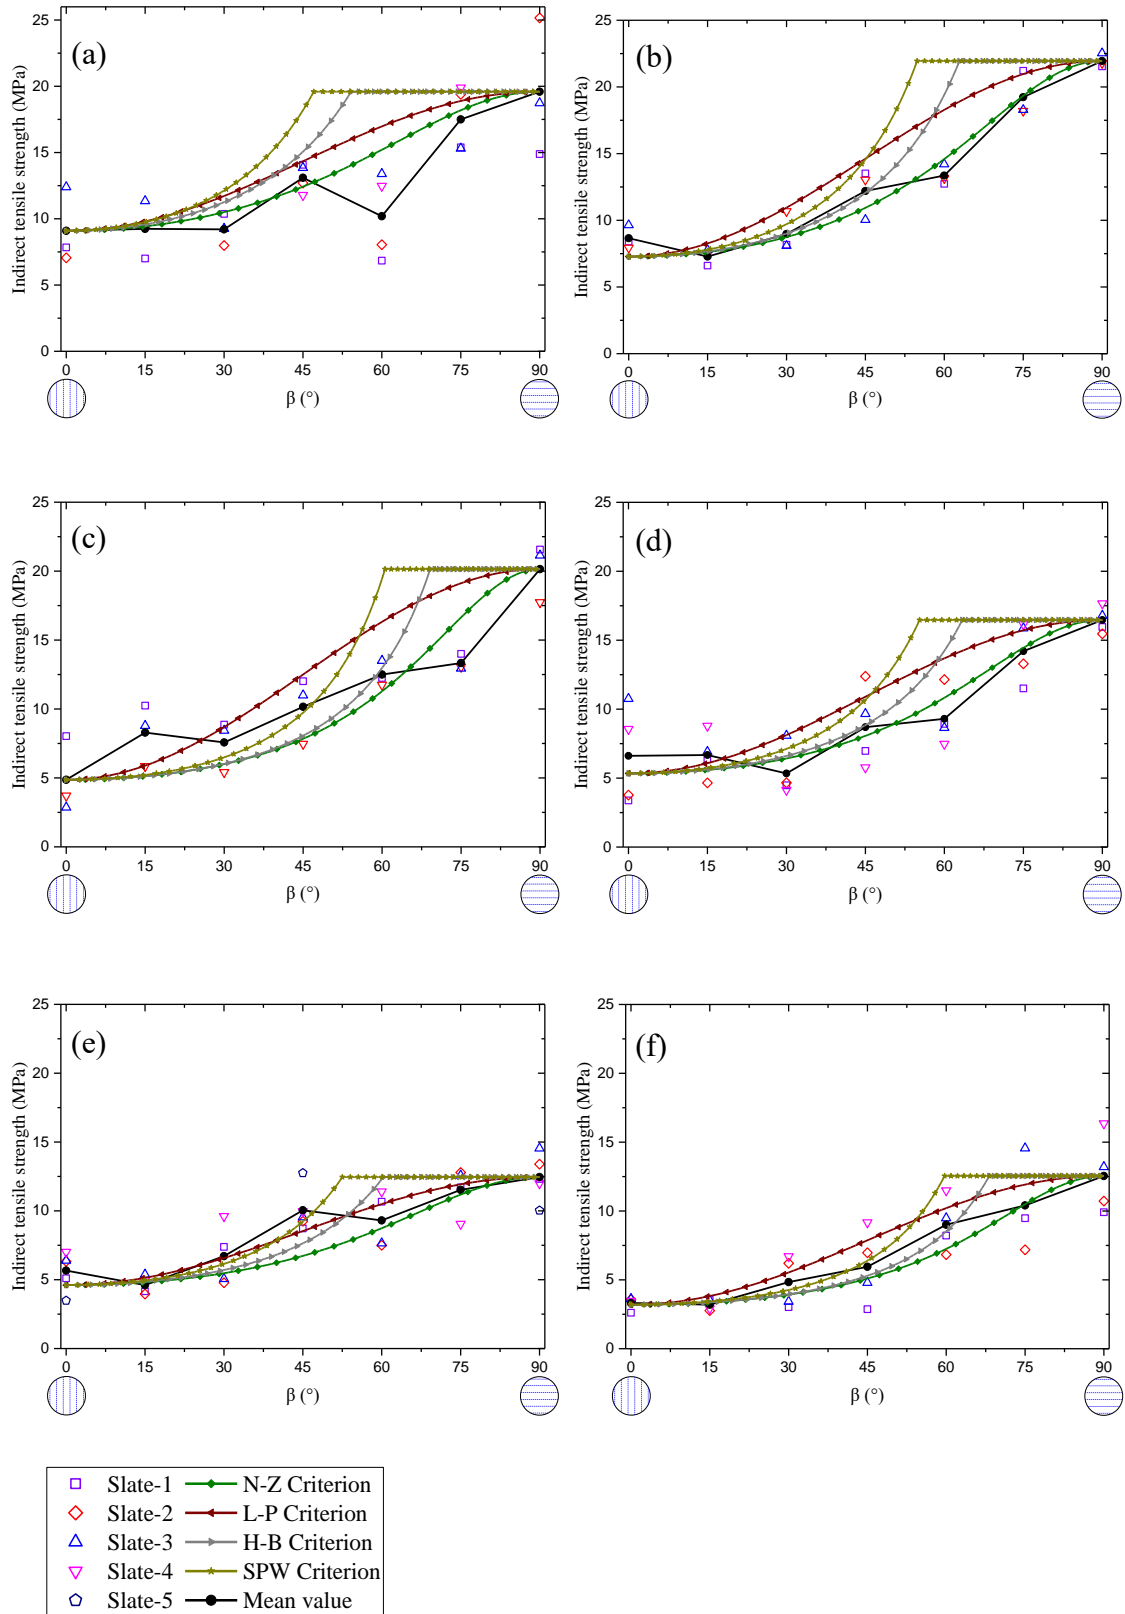 (a)
Indirect tensile strength (MPa)
25
20
15
10
5
0
0 15 30 45 60 75 90
β (°)
(b)
Indirect tensile strength (MPa)
25
20
15
10
5
0
0 15 30 45 60 75 90
β (°)
(c)
Indirect tensile strength (MPa)
25
20
15
10
5
0
0 15 30 45 60 75 90
β (°)
(d)
Indirect tensile strength (MPa)
25
20
15
10
5
0
0 15 30 45 60 75 90
β (°)
(e)
Indirect tensile strength (MPa)
25
20
15
10
5
0
0 15 30 45 60 75 90
β (°)
(f)
Indirect tensile strength (MPa)
25
20
15
10
5
0
0 15 30 45 60 75 90
β (°)
Slate-1 N-Z Criterion
Slate-2 L-P Criterion
Slate-3 H-B Criterion
Slate-4 SPW Criterion
Slate-5 Mean value